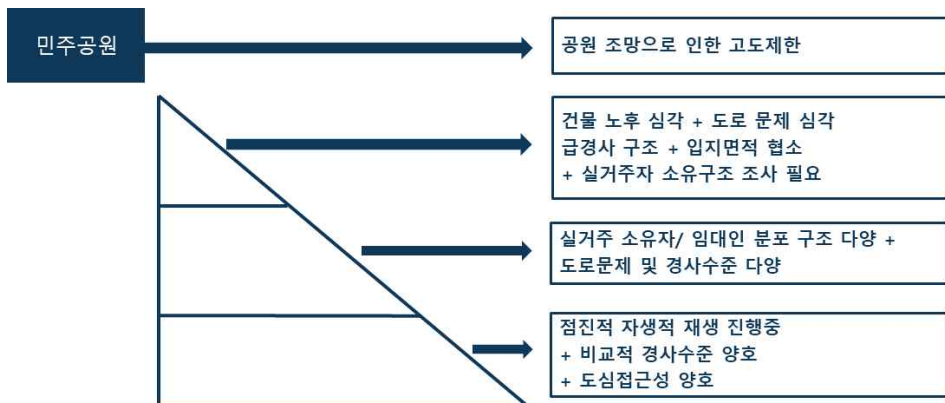 민주공원
공원 조망으로 인한 고도제한
건물 노후 심각 + 도로 문제 심각
급경사 구조 + 입지면적 협소
+ 실거주자 소유구조 조사 필요
실거주 소유자/ 임대인 분포 구조 다양 +
도로문제 및 경사수준 다양
점진적 자생적 재생 진행중
+ 비교적 경사수준 양호
+ 도심접근성 양호